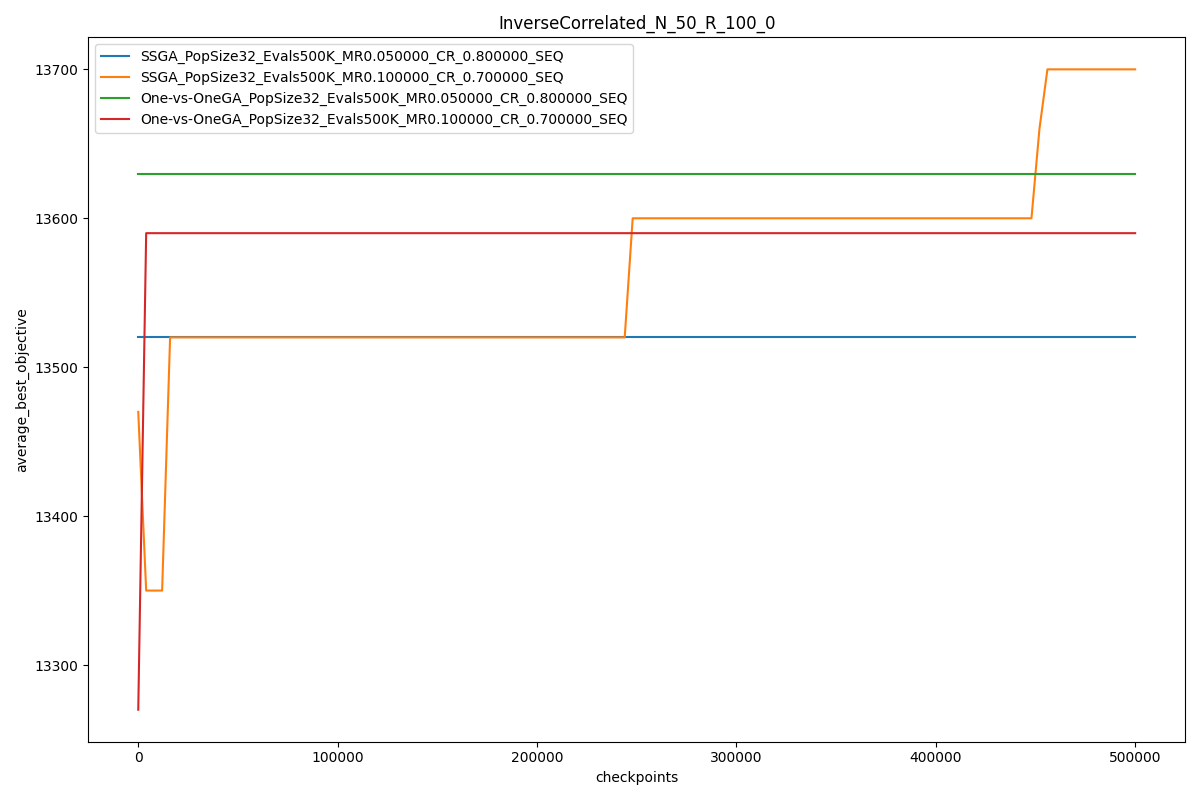 InverseCorrelated_N_50_R_100_0
SSGA_PopSize32_Evals500K_MR0.050000_CR_0.800000_SEQ
SSGA_PopSize32_Evals500K_MR0.100000_CR_0.700000_SEQ
One-vs-OneGA_PopSize32_Evals500K_MR0.050000_CR_0.800000_SEQ
One-vs-OneGA_PopSize32_Evals500K_MR0.100000_CR_0.700000_SEQ
average_best_objective
13700
13600
13500
13400
13300
0
100000
200000
300000
400000
500000
checkpoints